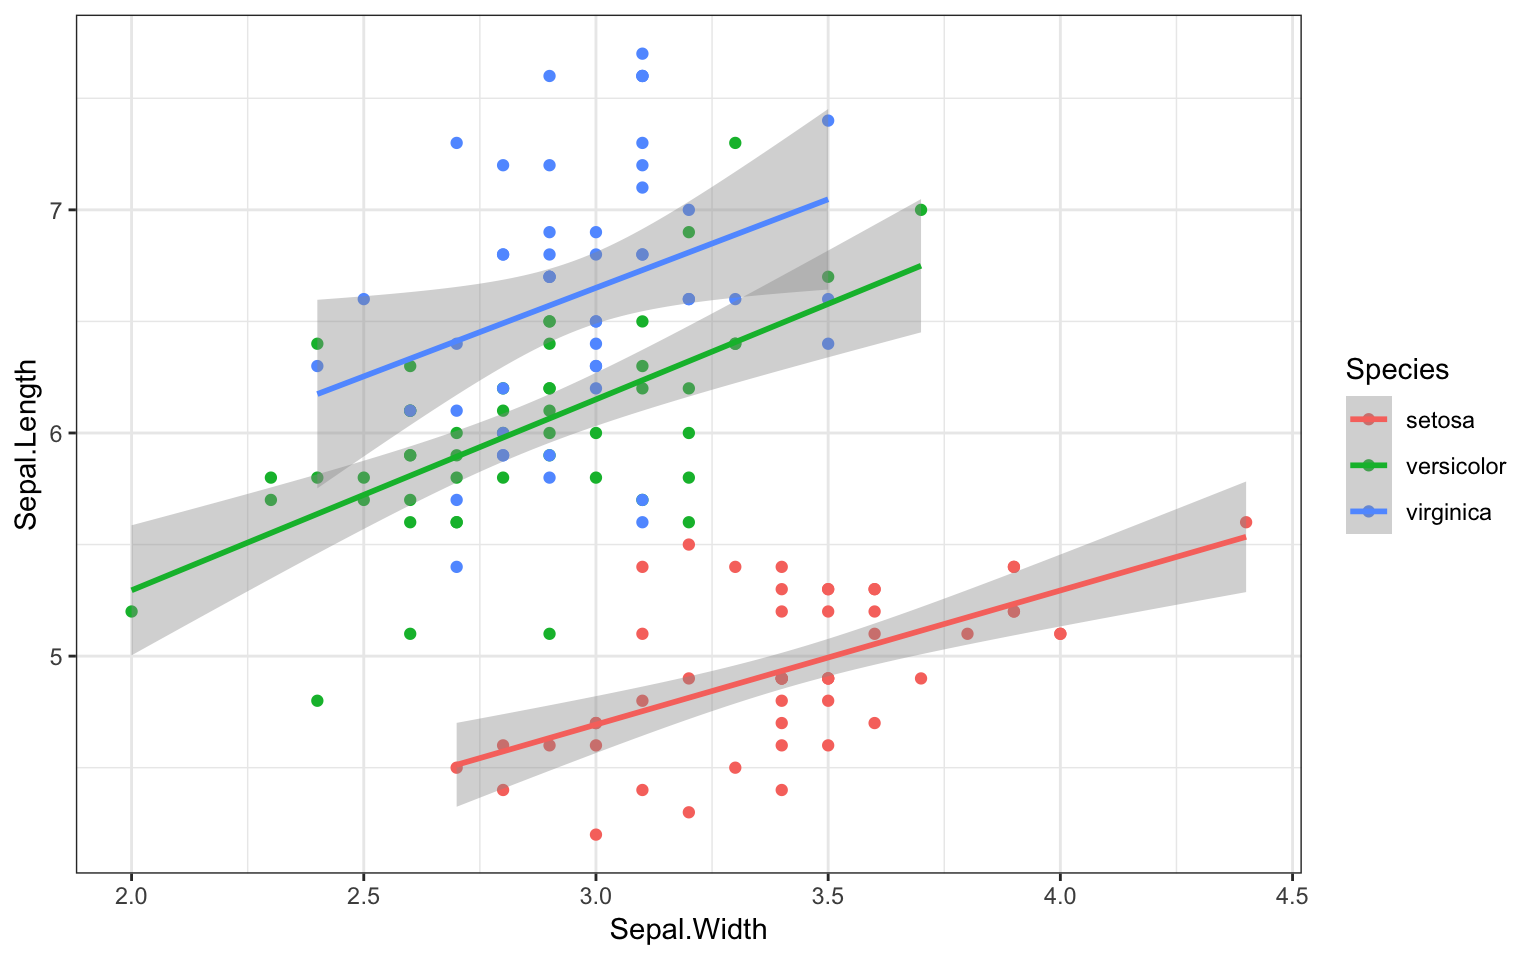 Sepal.Length
7
6
5
2.0 2.5 3.0 3.5 4.0 4.5
Sepal.Width
Species
setosa
versicolor
virginica